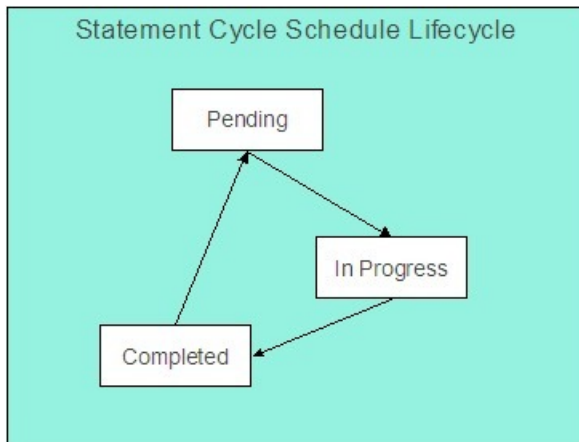 Statement Cycle Schedule Lifecycle
Pending
In Progress
Completed